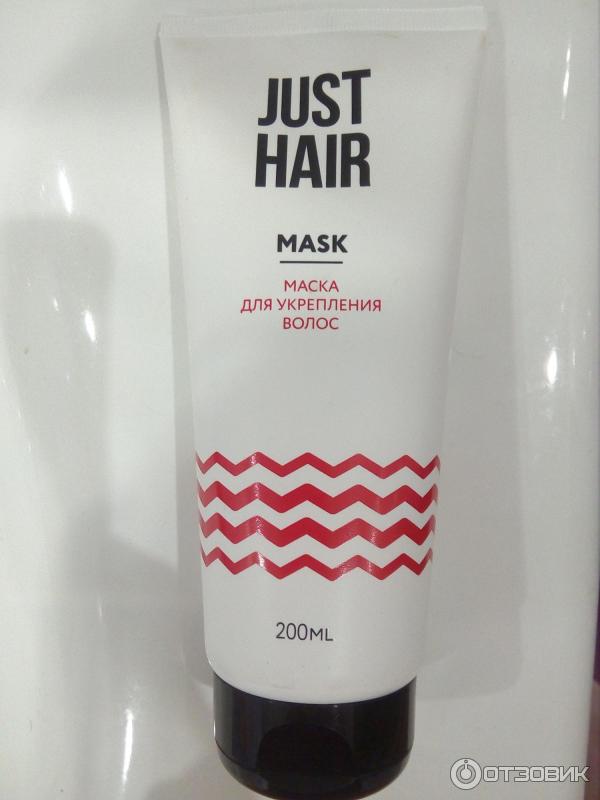 JUST
HAIR
MASK
МАСКА
ДЛЯ УКРЕПЛЕНИЯ
ВОЛОС
200ML
ОТЗОВИК